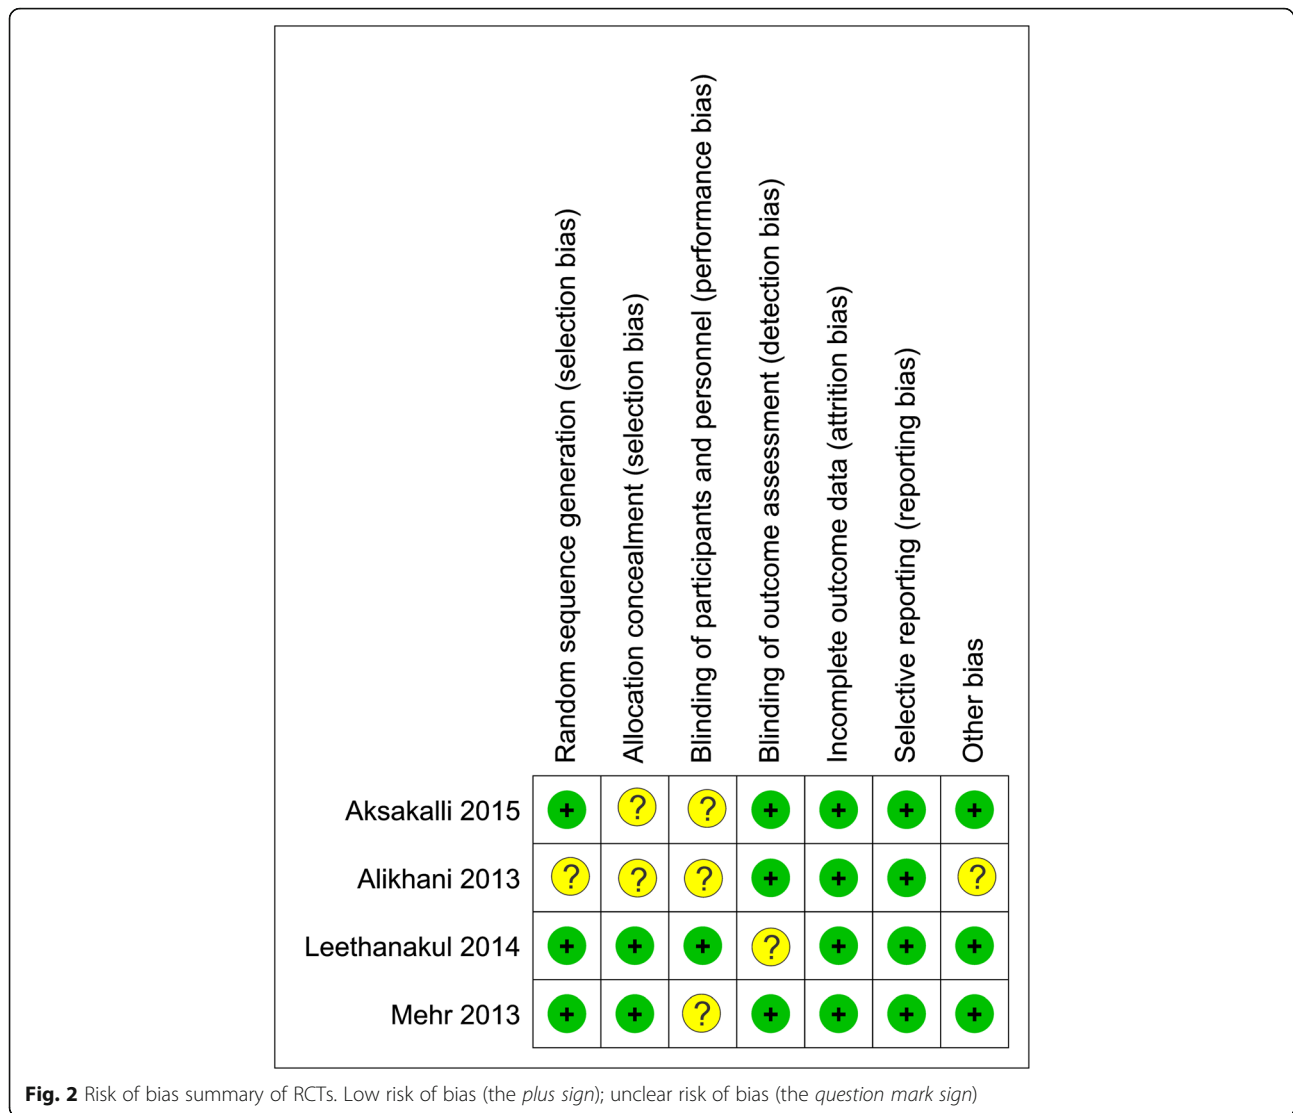 Random sequence generation (selection bias)
Allocation concealment (selection bias)
Blinding of participants and personnel (performance bias)
Blinding of outcome assessment (detection bias)
Incomplete outcome data (attrition bias)
Selective reporting (reporting bias)
Other bias
Aksakalli 2015 + ? ? + + + +
Alikhani 2013 ? ? ? + + + ?
Leethanakul 2014 + + + ? + + +
Mehr 2013 + + ? + + + +
Fig. 2 Risk of bias summary of RCTs. Low risk of bias (the plus sign); unclear risk of bias (the question mark sign)